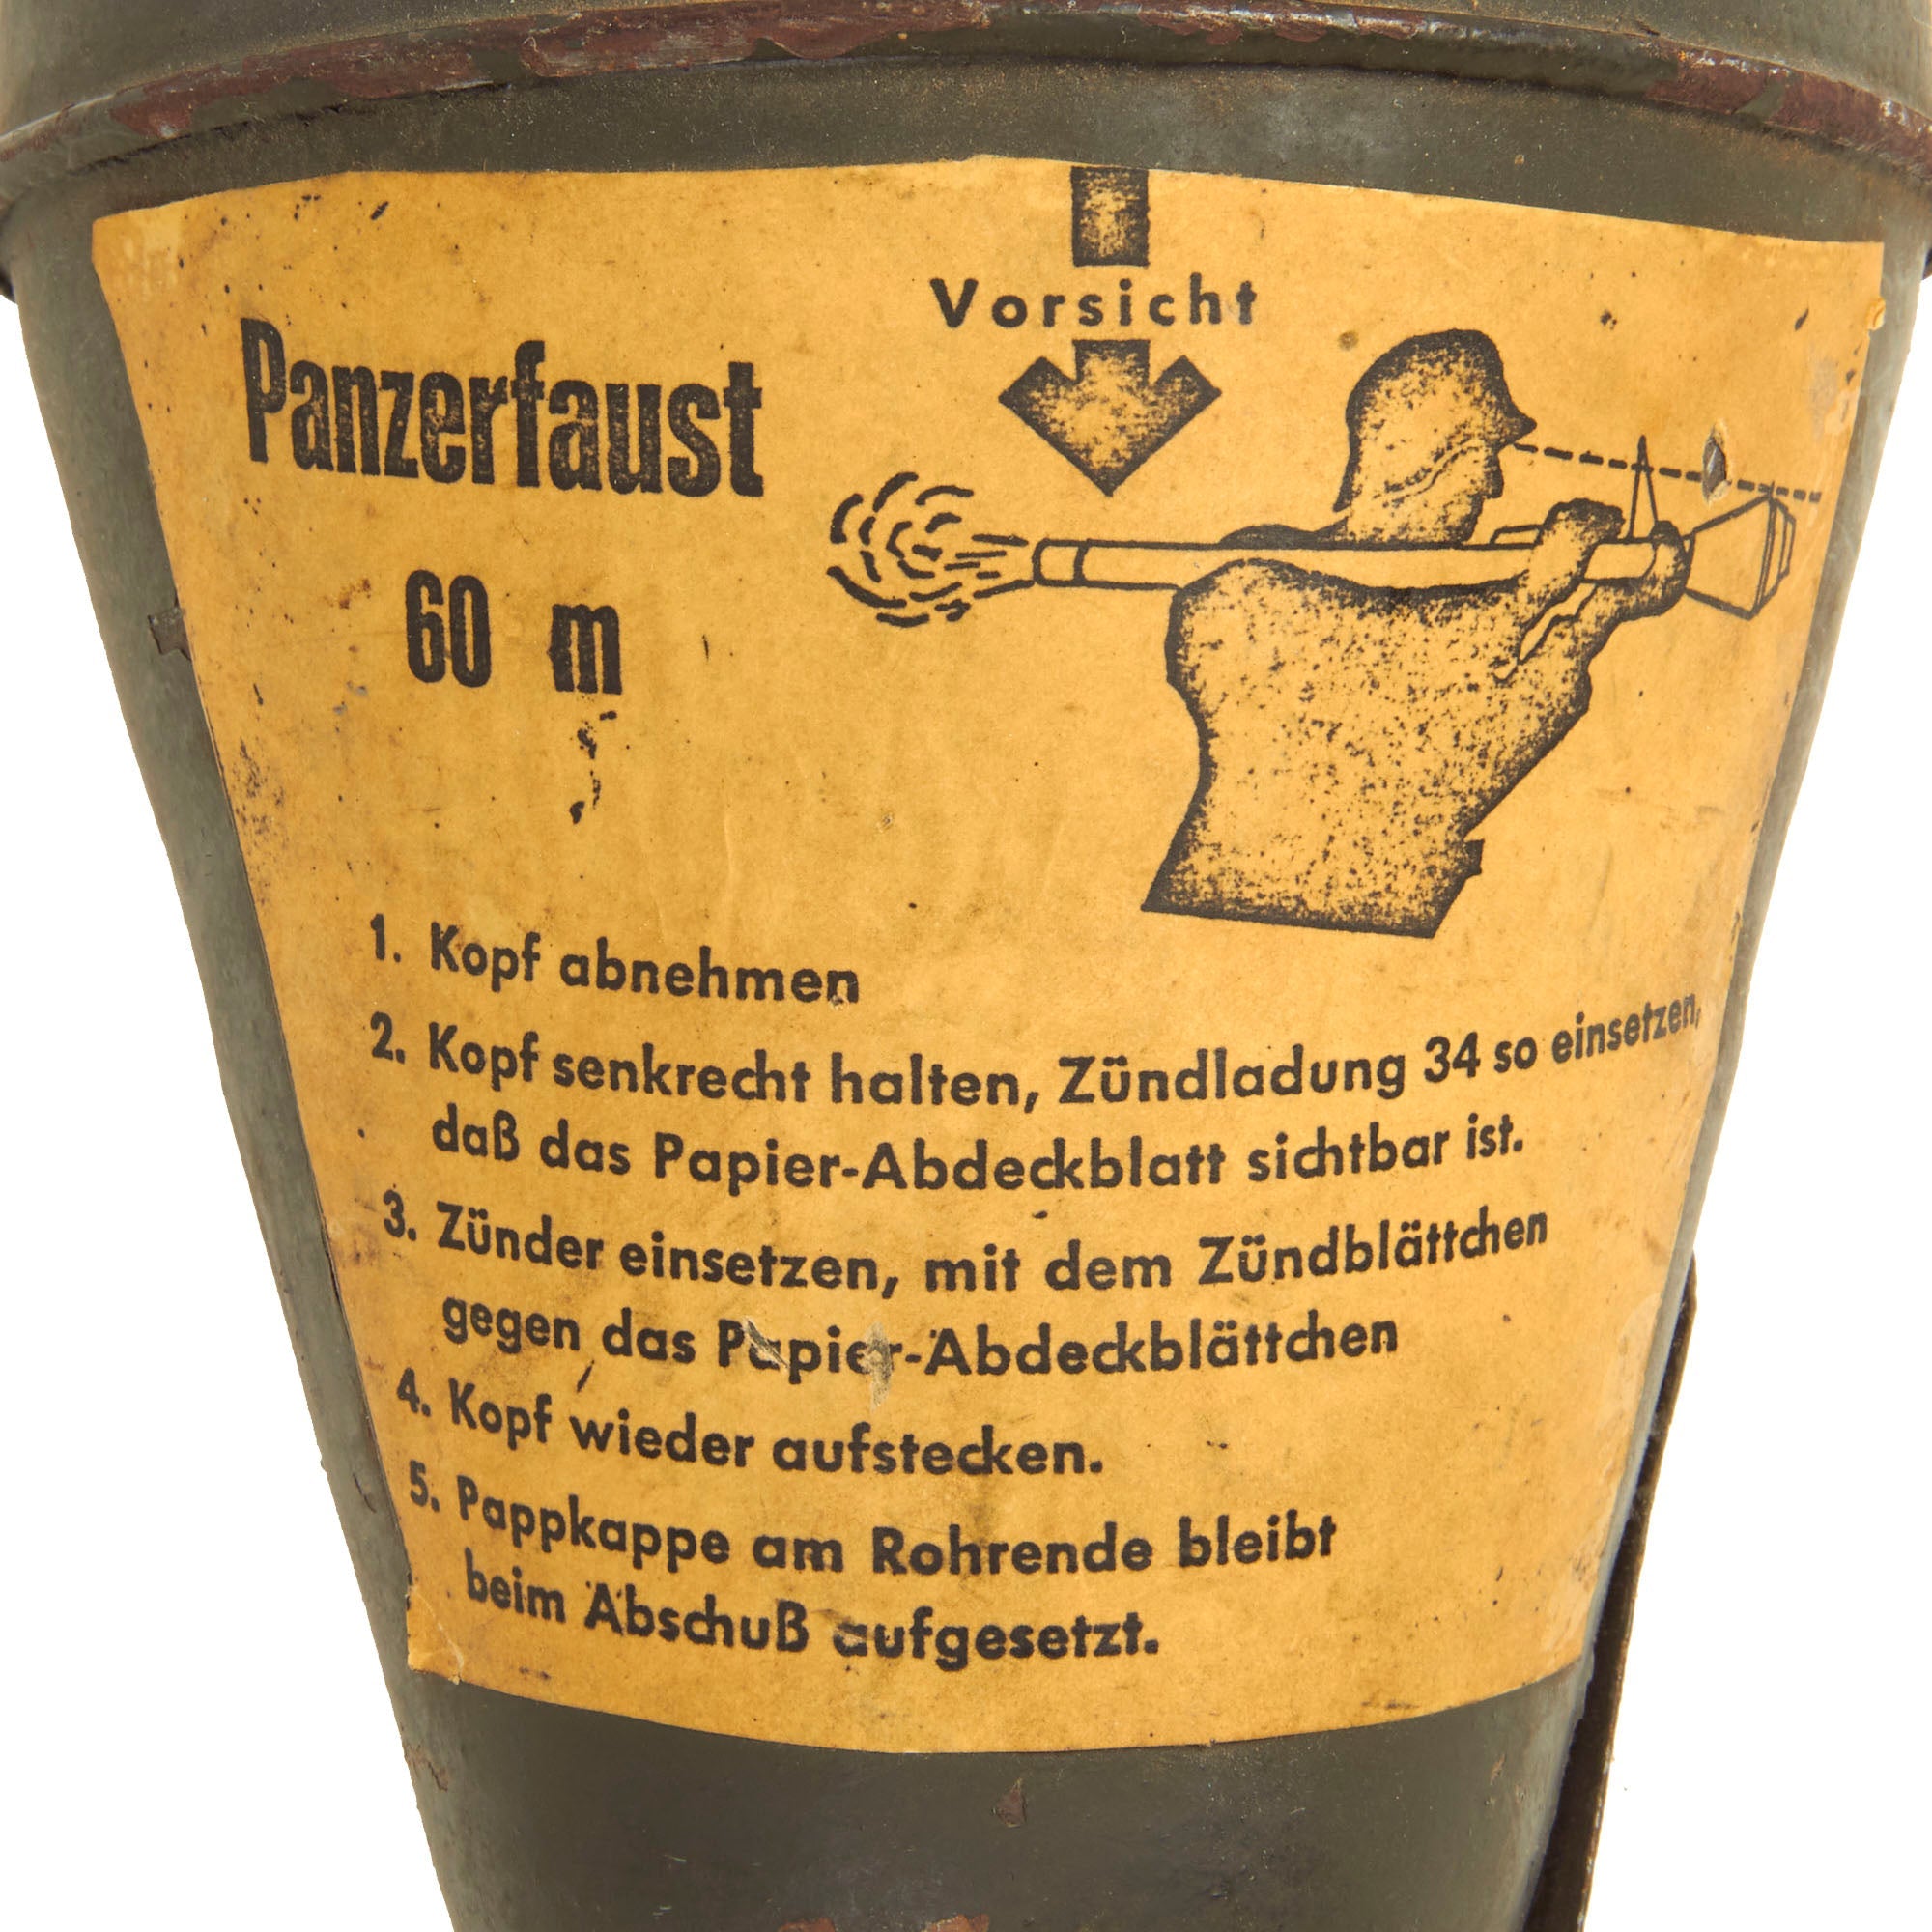 Vorsicht
Panzerfaust
60 m
1. Kopf abnehmen
2. Kopf senkrecht halten, Zündladung 34 so einsetzen,
daß das Papier-Abdeckblatt sichtbar ist.
3. Zünder einsetzen, mit dem Zündblättchen
gegen das Papier-Abdeckblättchen
4. Kopf wieder aufstecken.
5. Pappkappe am Rohrende bleibt
beim Abschuß aufgesetzt.